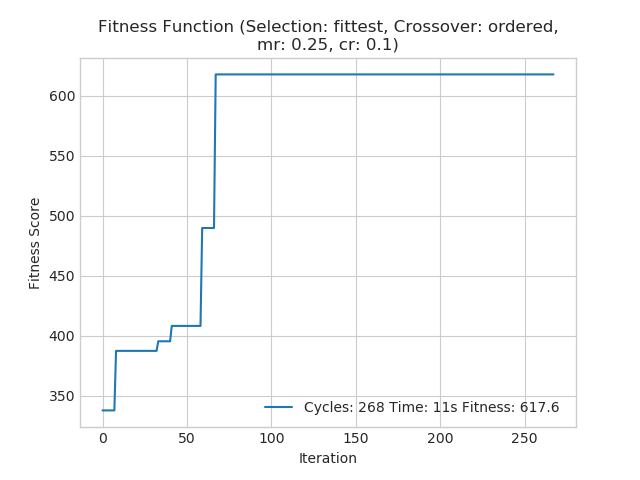 Fitness Function (Selection: fittest, Crossover: ordered,
mr: 0.25, cr: 0.1)
Fitness Score
600
550
500
450
400
350
Cycles: 268 Time: 11s Fitness: 617.6
0 50 100 150 200 250
Iteration